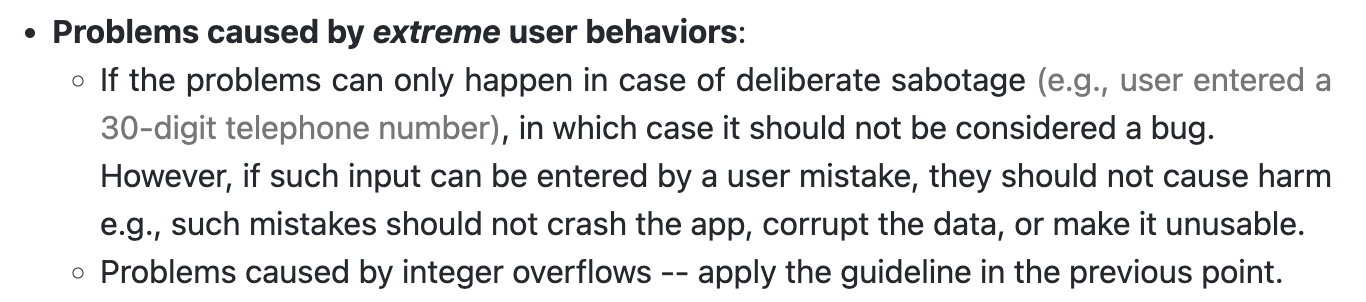 • Problems caused by extreme user behaviors:
○ If the problems can only happen in case of deliberate sabotage (e.g., user entered a
30-digit telephone number), in which case it should not be considered a bug.
However, if such input can be entered by a user mistake, they should not cause harm
e.g., such mistakes should not crash the app, corrupt the data, or make it unusable.
○ Problems caused by integer overflows -- apply the guideline in the previous point.